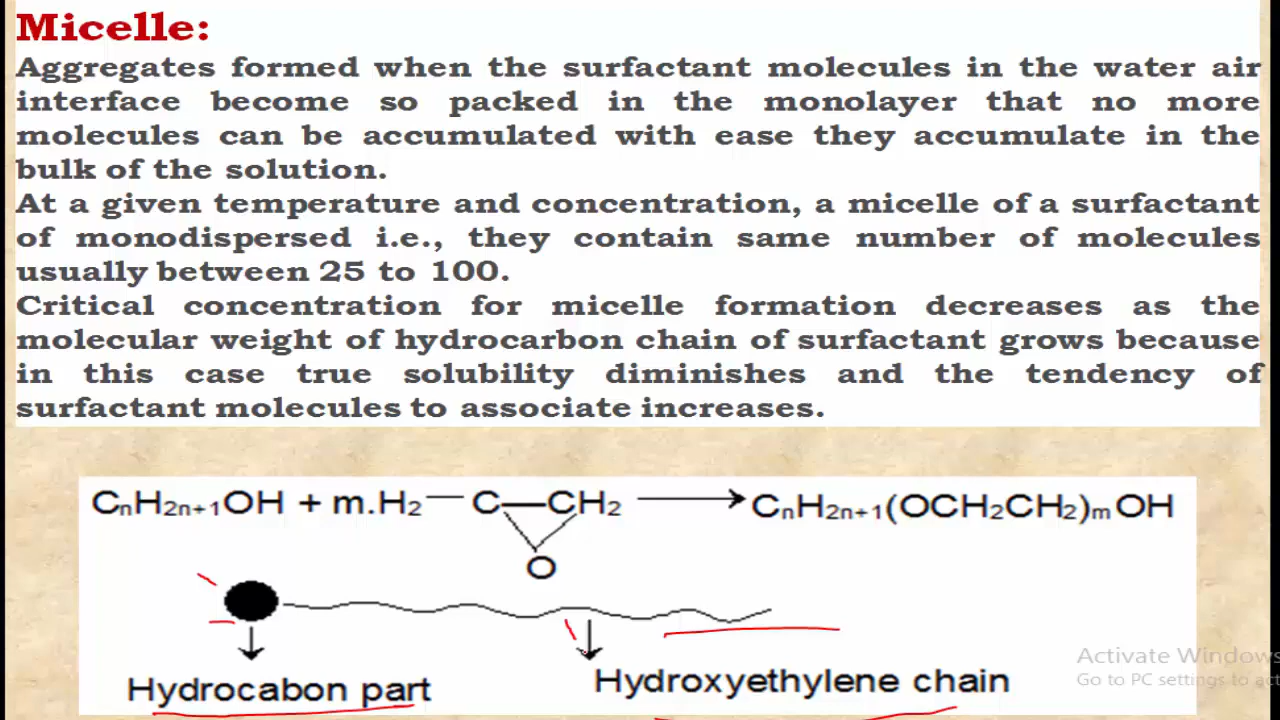 Micelle:
Aggregates formed when the surfactant molecules in the water air
interface become so packed in the monolayer that no more
molecules can be accumulated with ease they accumulate in the
bulk of the solution.
At a given temperature and concentration, a micelle of a surfactant
of monodispersed i.e., they contain same number of molecules
usually between 25 to 100.
Critical concentration for micelle formation decreases as the
molecular weight of hydrocarbon chain of surfactant grows because
in this case true solubility diminishes and the tendency of
surfactant molecules to associate increases.
CnH2n+1OH + m.H2—C—CH2 ⟶ CnH2n+1(OCH2CH2)mOH
O
Hydrocabon part
Hydroxyethylene chain
Activate Windows
Go to PC settings to act